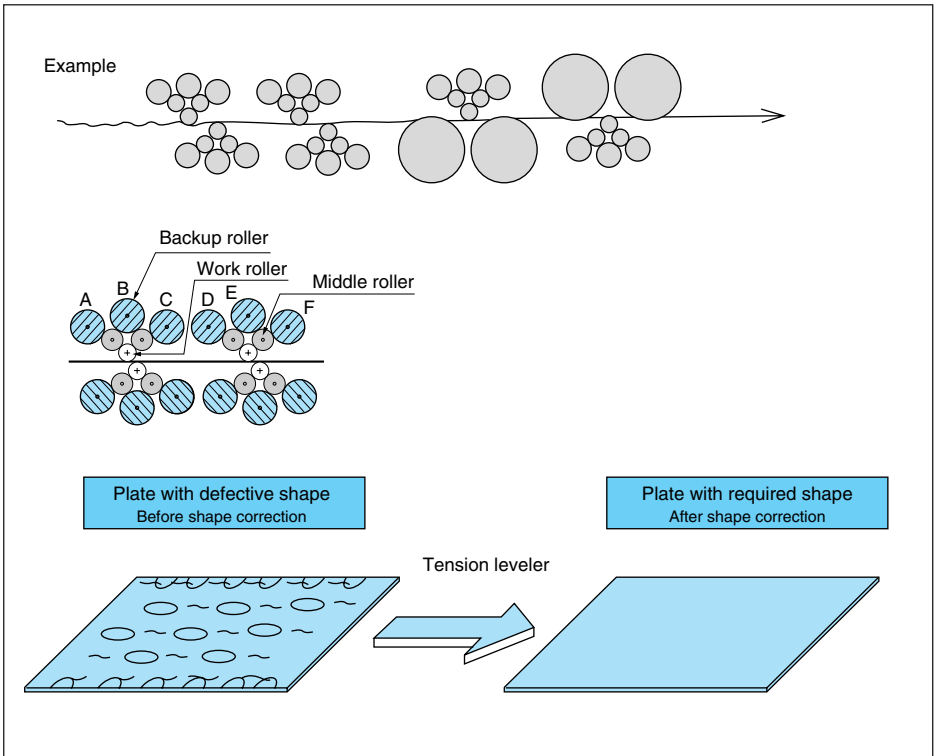 Example
Backup roller
Work roller
Middle roller
A
B
C
D
E
F
Plate with defective shape
Before shape correction
Plate with required shape
After shape correction
Tension leveler